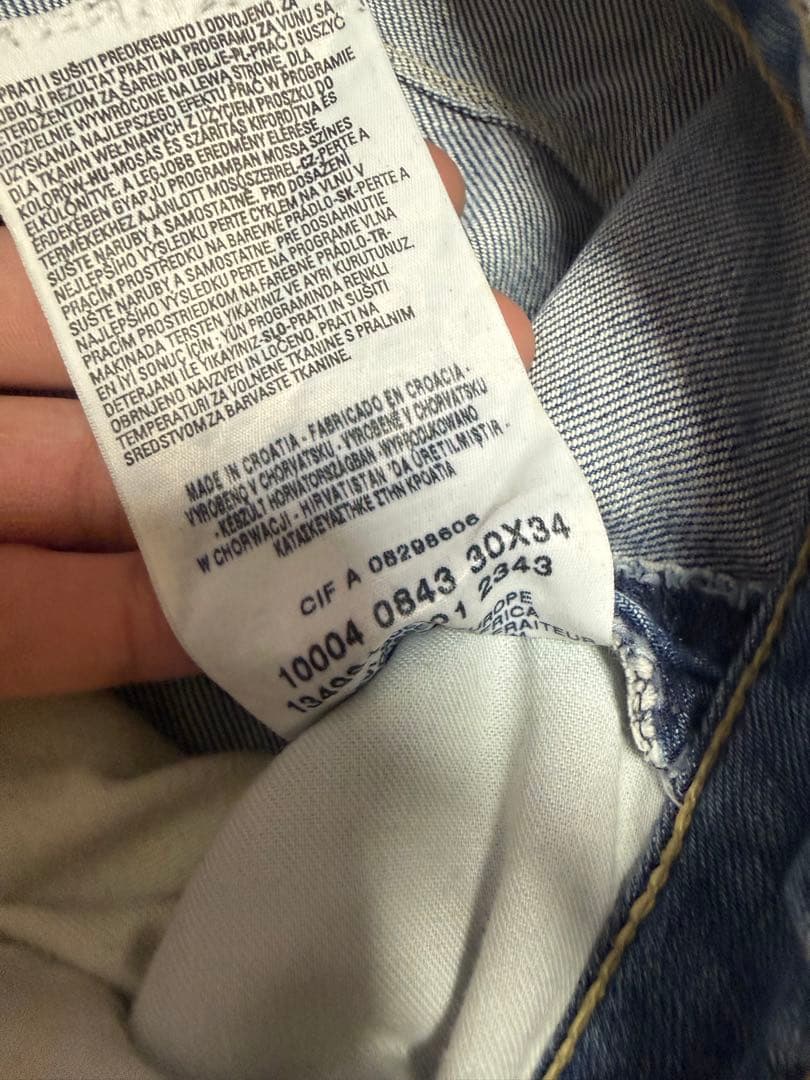 PRATI I SUŠITI PREOKRENUTO I ODVOJENO. ZA
BOLJI REZULTAT PRATI NA PROGRAMU ZA VUNU SA
TERDŽENTOM ZA ŠARENO RUBLJE-PL-PRAĆ I SUSZYĆ
ODDZIELNIE WYWRÓCONE NA LEWĄ STRONĘ, DLA
UZYSKANIA NAJLEPSZEGO EFEKTU PRAĆ W PROGRAMIE
DLA TKANIN WEŁNIANYCH Z UŻYCIEM PROSZKU DO
KOLORÓW-HU-MOSÁS ÉS SZÁRÍTÁS KIFORDÍTVA ÉS
ELKÜLÖNÍTVE. A LEGJOBB EREDMÉNY ELÉRÉSE
ÉRDEKÉBEN GYAPJÚ PROGRAMBAN MOSSA SZÍNES
TERMÉKEKHEZ AJÁNLOTT MOSÓSZERREL-CZ-PERTE A
SUŠTE NARUBY A SAMOSTATNĚ. PRO DOSAŽENÍ
NEJLEPŠÍHO VÝSLEDKU PERTE CYKLEM NA VLNU V
PRACÍM PROSTŘEDKU NA BAREVNÉ PRÁDLO-SK-PERTE A
SUŠTE NARUBY A SAMOSTATNE. PRE DOSIAHNUTIE
NAJLEPŠIEHO VÝSLEDKU PERTE NA PROGRAME VLNA
PRACÍM PROSTRIEDKOM NA FAREBNÉ PRÁDLO-TR-
MAKINADA TERSTEN YIKAYINIZ VE AYRI KURUTUNUZ.
EN İYİ SONUÇ İÇİN; YÜN PROGRAMINDA RENKLİ
DETERJANI İLE YIKAYINIZ-SLO-PRATI IN SUŠITI
OBRNJENO NAVZVEN IN LOČENO. PRATI NA
TEMPERATURI ZA VOLNENE TKANINE S PRALNIM
SREDSTVOM ZA BARVASTE TKANINE.
MADE IN CROATIA - FABRICADO EN CROACIA -
VYROBENO V CHORVATSKU - VYROBENÉ V CHORVÁTSKU
- KÉSZÜLT HORVÁTORSZÁGBAN - WYPRODUKOWANO
W CHORWACJI - HIRVATİSTAN 'DA ÜRETİLMİŞTİR -
ΚΑΤΑΣΚΕΥΑΣΤΗΚΕ ΣΤΗΝ ΚΡΟΑΤΙΑ
CIF A 05298606
10004 0843 30X34
2343